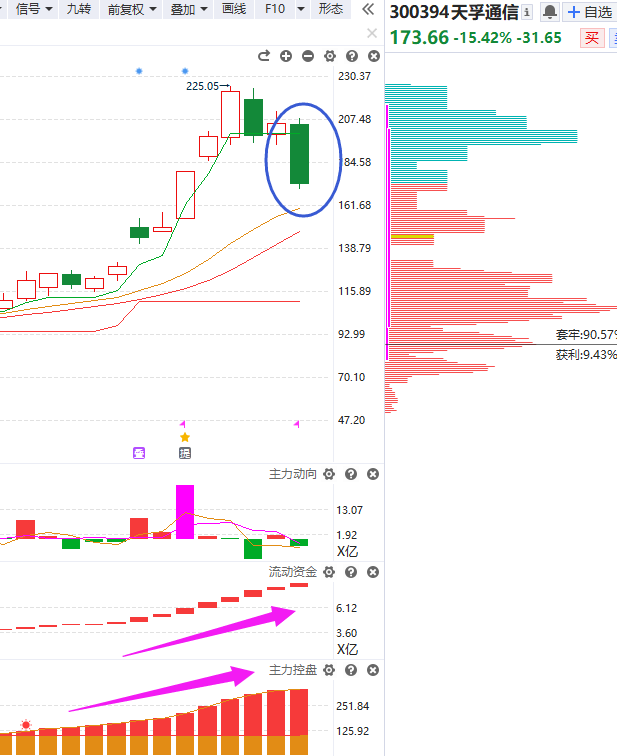 信号 九转 前复权 叠加 画线 F10 形态
300394 天孚通信
自选
173.66 -15.42% -31.65
买
230.37
225.05→
207.48
184.58
161.68
138.79
115.89
92.99
70.10
47.20
套牢:90.57%
获利:9.43%
主力动向
13.07
1.92
X亿
流动资金
6.12
3.60
X亿
主力控盘
251.84
125.92